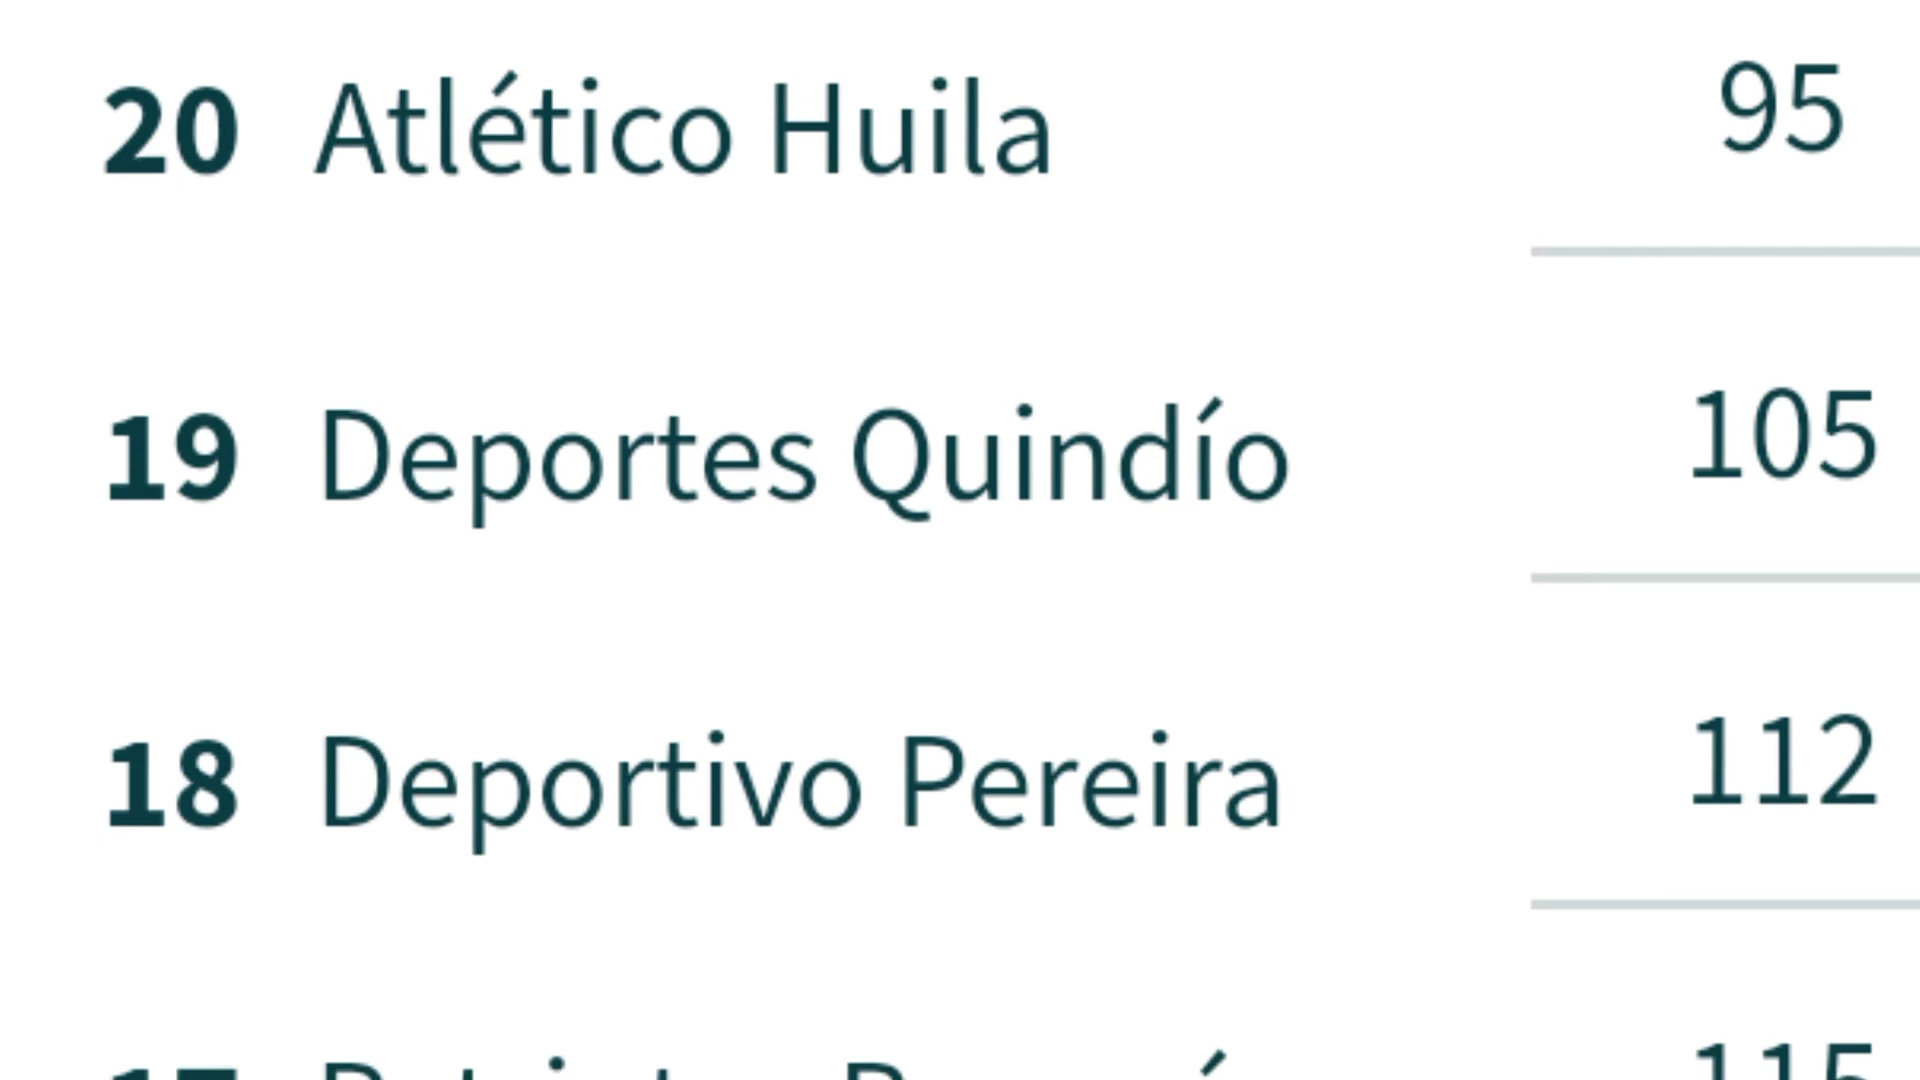 20 Atlético Huila 95
19 Deportes Quindío 105
18 Deportivo Pereira 112